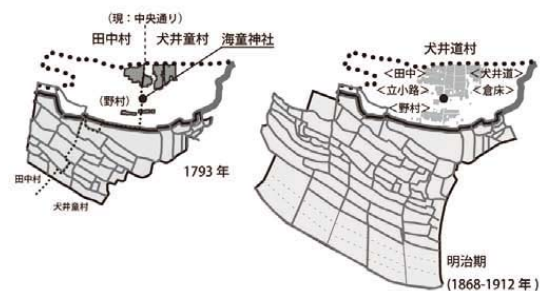 （現：中央通り）
田中村
犬井童村
海童神社
（野村）
田中村
犬井童村
1793 年
犬井道村
＜田中＞
＜犬井道＞
＜立小路＞
＜倉床＞
＜野村＞
明治期
(1868-1912 年 )